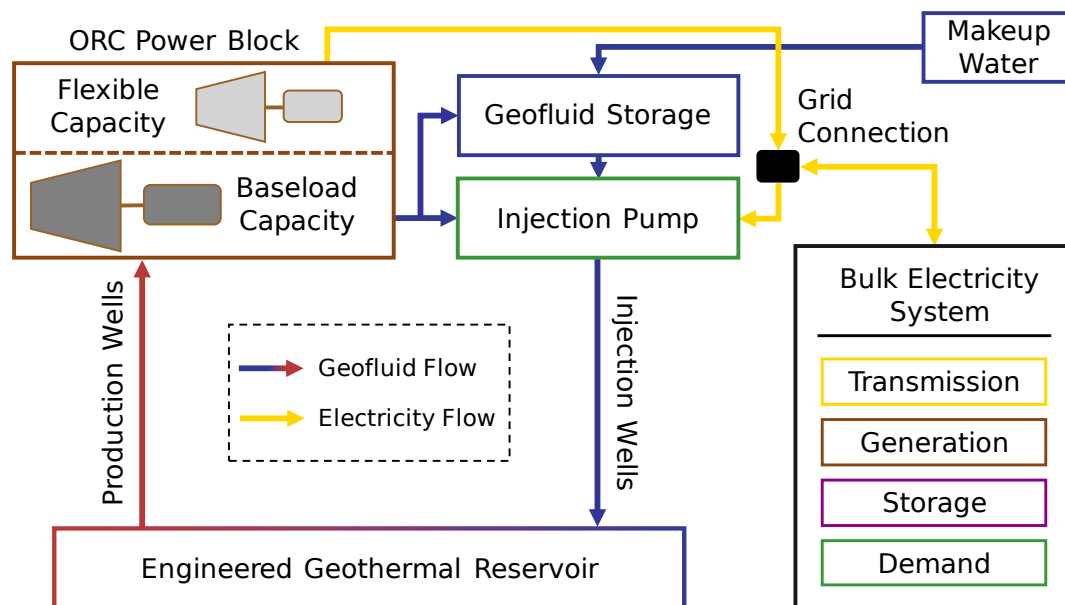 ORC Power Block
Flexible
Capacity
Baseload
Capacity
Makeup
Water
Geofluid Storage
Grid
Connection
Injection Pump
Production Wells
Geofluid Flow
Electricity Flow
Injection Wells
Bulk Electricity
System
Transmission
Generation
Storage
Demand
Engineered Geothermal Reservoir